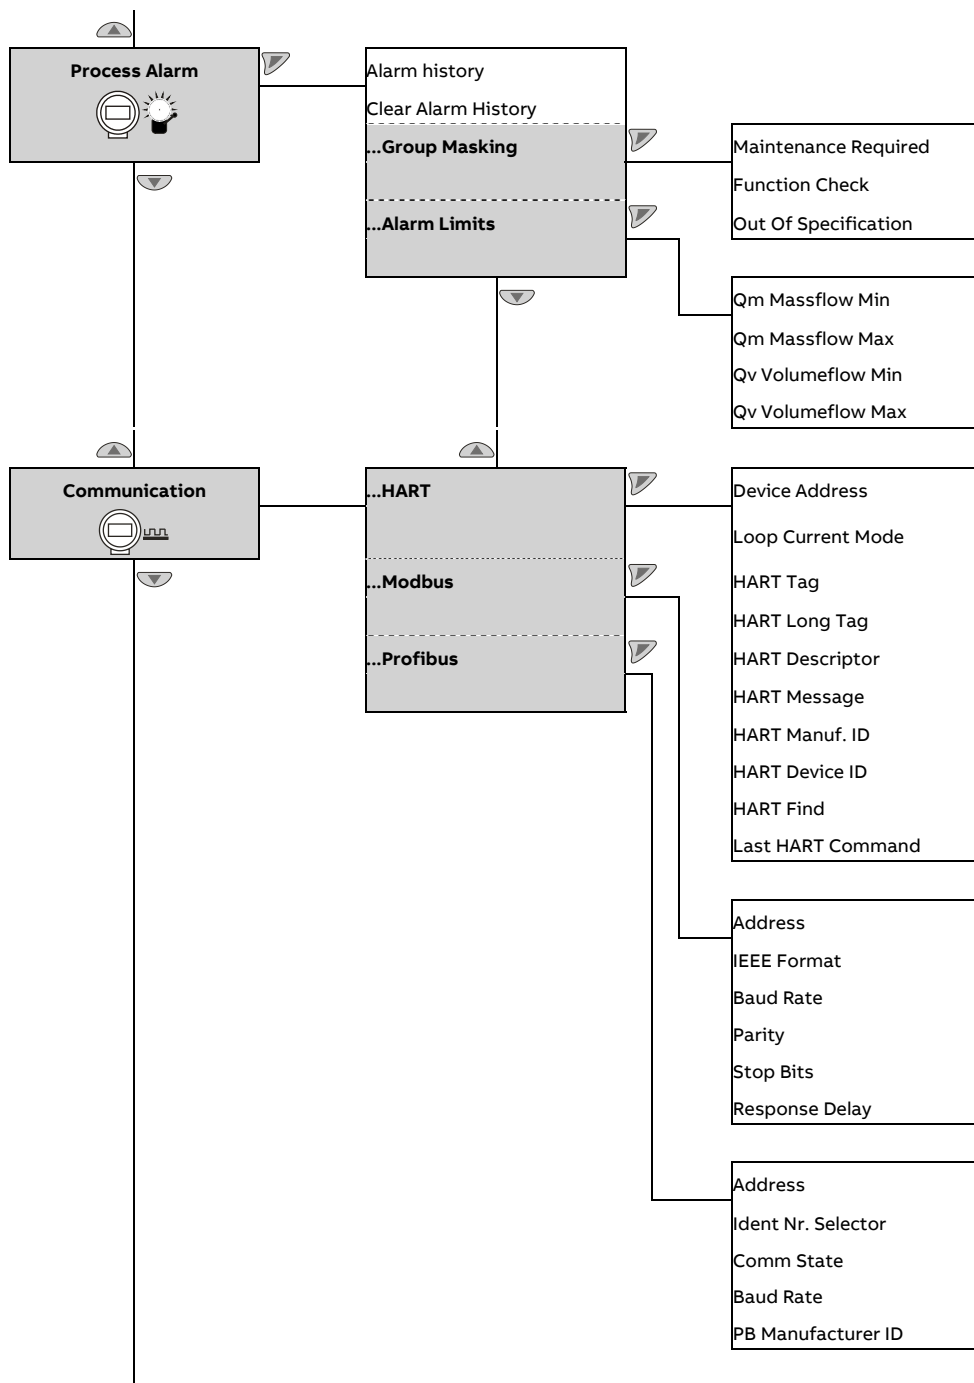 Process Alarm
Alarm history
Clear Alarm History
...Group Masking
...Alarm Limits
Maintenance Required
Function Check
Out Of Specification
Qm Massflow Min
Qm Massflow Max
Qv Volumeflow Min
Qv Volumeflow Max
Communication
...HART
...Modbus
...Profibus
Device Address
Loop Current Mode
HART Tag
HART Long Tag
HART Descriptor
HART Message
HART Manuf. ID
HART Device ID
HART Find
Last HART Command
Address
IEEE Format
Baud Rate
Parity
Stop Bits
Response Delay
Address
Ident Nr. Selector
Comm State
Baud Rate
PB Manufacturer ID